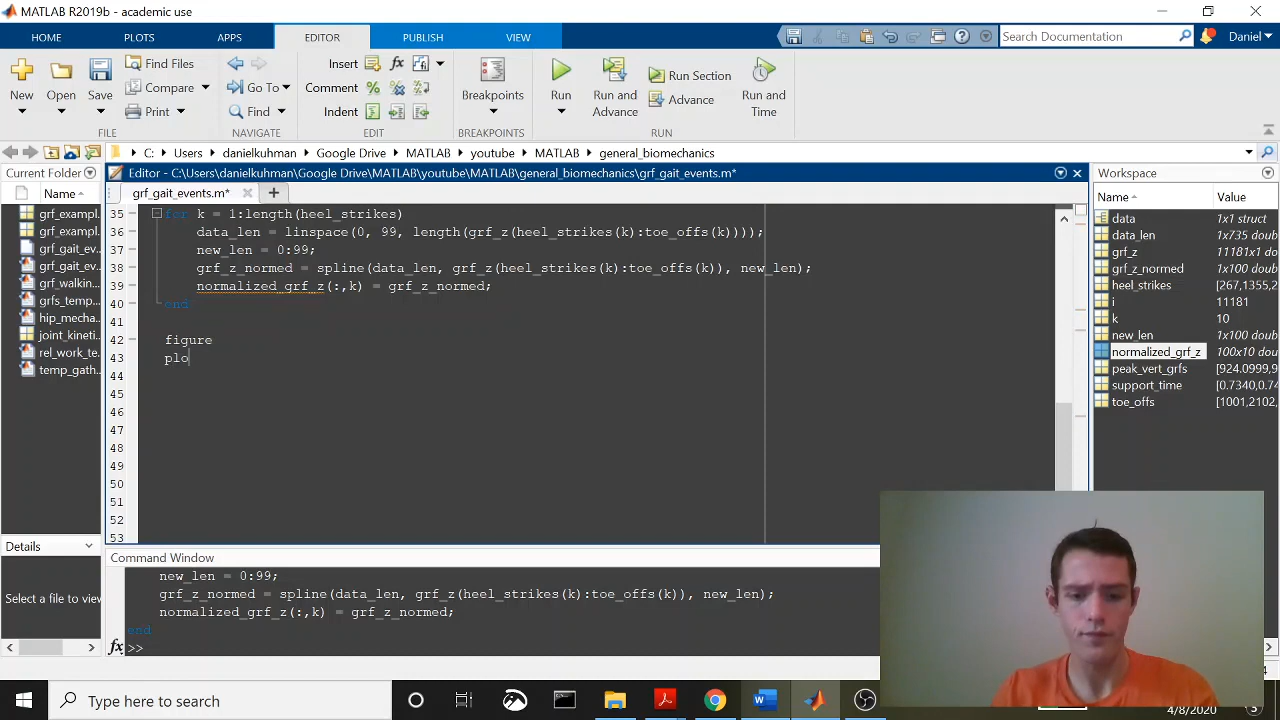 MATLAB R2019b - academic use
HOME PLOTS APPS EDITOR PUBLISH VIEW Search Documentation Daniel
New Open Save Find Files Compare Print Go To Find Insert fx Comment Indent Breakpoints Run Run and Advance Run Section Advance Run and Time
FILE NAVIGATE EDIT BREAKPOINTS RUN
C: Users danielkuhman Google Drive MATLAB youtube MATLAB general_biomechanics
Current Folder
Name
grf_exampl.
grf_exampl.
grf_gait_ev.
grf_gait_ev.
grf_walkin.
grfs_temp..
hip_mecha.
joint_kineti.
rel_work_te.
temp_gath..
Details
Select a file to view
Editor - C:\Users\danielkuhman\Google Drive\MATLAB\youtube\MATLAB\general_biomechanics\grf_gait_events.m*
grf_gait_events.m*
35 for k = 1:length(heel_strikes)
36 data_len = linspace(0, 99, length(grf_z(heel_strikes(k):toe_offs(k))));
37 new_len = 0:99;
38 grf_z_normed = spline(data_len, grf_z(heel_strikes(k):toe_offs(k)), new_len);
39 normalized_grf_z(:,k) = grf_z_normed;
40 end
41
42 figure
43 plo
44
45
46
47
48
49
50
51
52
53
Command Window
new_len = 0:99;
grf_z_normed = spline(data_len, grf_z(heel_strikes(k):toe_offs(k)), new_len);
normalized_grf_z(:,k) = grf_z_normed;
end
fx >>
Workspace
Name Value
data 1x1 struct
data_len 1x735 doub
grf_z 11181x1 do
grf_z_normed 1x100 doub
heel_strikes [267,1355,2
i 11181
k 10
new_len 1x100 doub
normalized_grf_z 100x10 dou
peak_vert_grfs [924.0999,9
support_time [0.7340,0.74
toe_offs [1001,2102,
Type here to search
4/8/2020